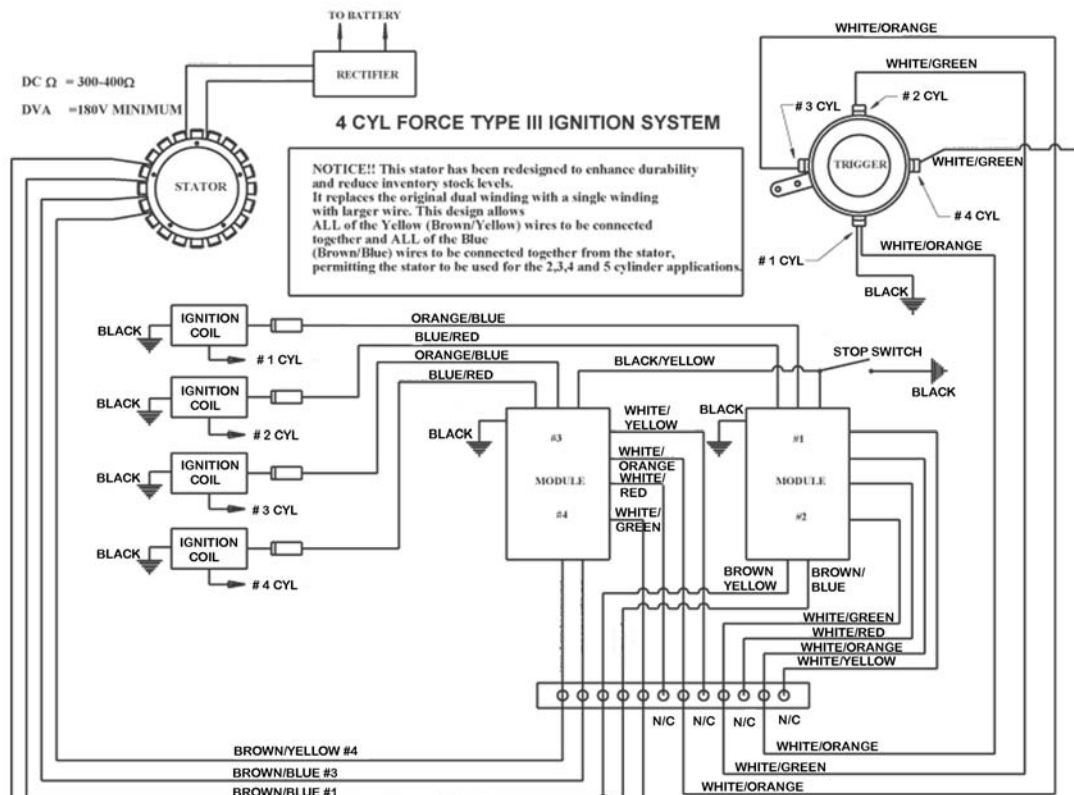 TO BATTERY
WHITE/ORANGE
RECTIFIER
WHITE/GREEN
DC Ω = 300-400Ω
DVA =180V MINIMUM
# 3 CYL
# 2 CYL
4 CYL FORCE TYPE III IGNITION SYSTEM
STATOR
TRIGGER
WHITE/GREEN
# 4 CYL
NOTICE!! This stator has been redesigned to enhance durability
and reduce inventory stock levels.
It replaces the original dual winding with a single winding
with larger wire. This design allows
ALL of the Yellow (Brown/Yellow) wires to be connected
together and ALL of the Blue
(Brown/Blue) wires to be connected together from the stator,
permitting the stator to be used for the 2,3,4 and 5 cylinder applications.
WHITE/ORANGE
# 1 CYL
BLACK
BLACK
IGNITION
COIL
# 1 CYL
ORANGE/BLUE
BLUE/RED
ORANGE/BLUE
BLUE/RED
BLACK/YELLOW
STOP SWITCH
BLACK
BLACK
IGNITION
COIL
# 2 CYL
BLACK
IGNITION
COIL
# 3 CYL
BLACK
IGNITION
COIL
# 4 CYL
BLACK
#3
MODULE
#4
WHITE/
YELLOW
WHITE/
ORANGE
WHITE/
RED
WHITE/
GREEN
BLACK
#1
MODULE
#2
BROWN
YELLOW
BROWN/
BLUE
WHITE/GREEN
WHITE/RED
WHITE/ORANGE
WHITE/YELLOW
N/C
N/C
N/C
N/C
BROWN/YELLOW #4
WHITE/ORANGE
BROWN/BLUE #3
WHITE/GREEN
BROWN/BLUE #1
WHITE/ORANGE